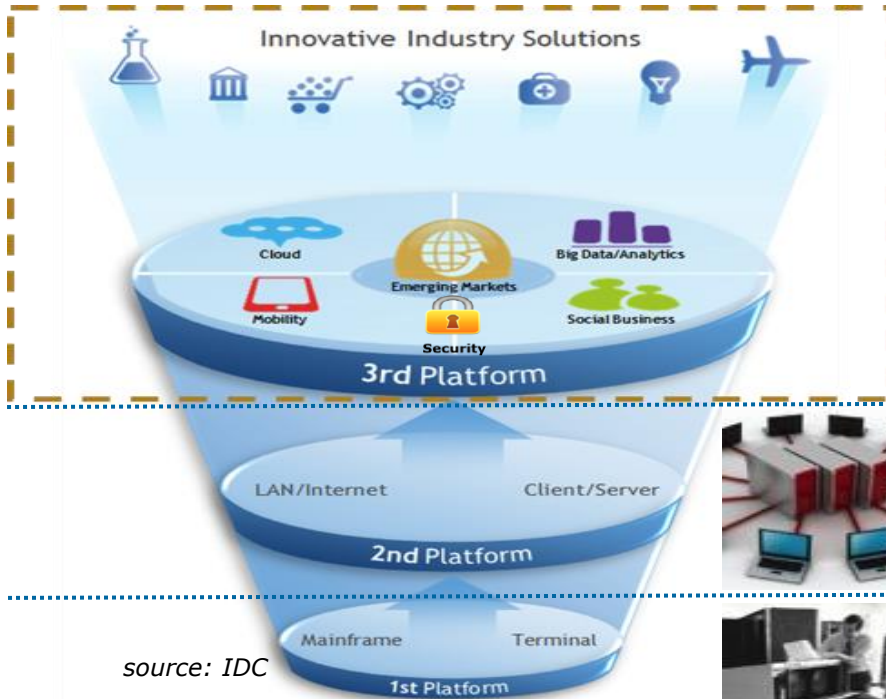 Innovative Industry Solutions
Cloud
Big Data/Analytics
Emerging Markets
Mobility
Social Business
Security
3rd Platform
LAN/Internet
Client/Server
2nd Platform
Mainframe
Terminal
source: IDC
1st Platform